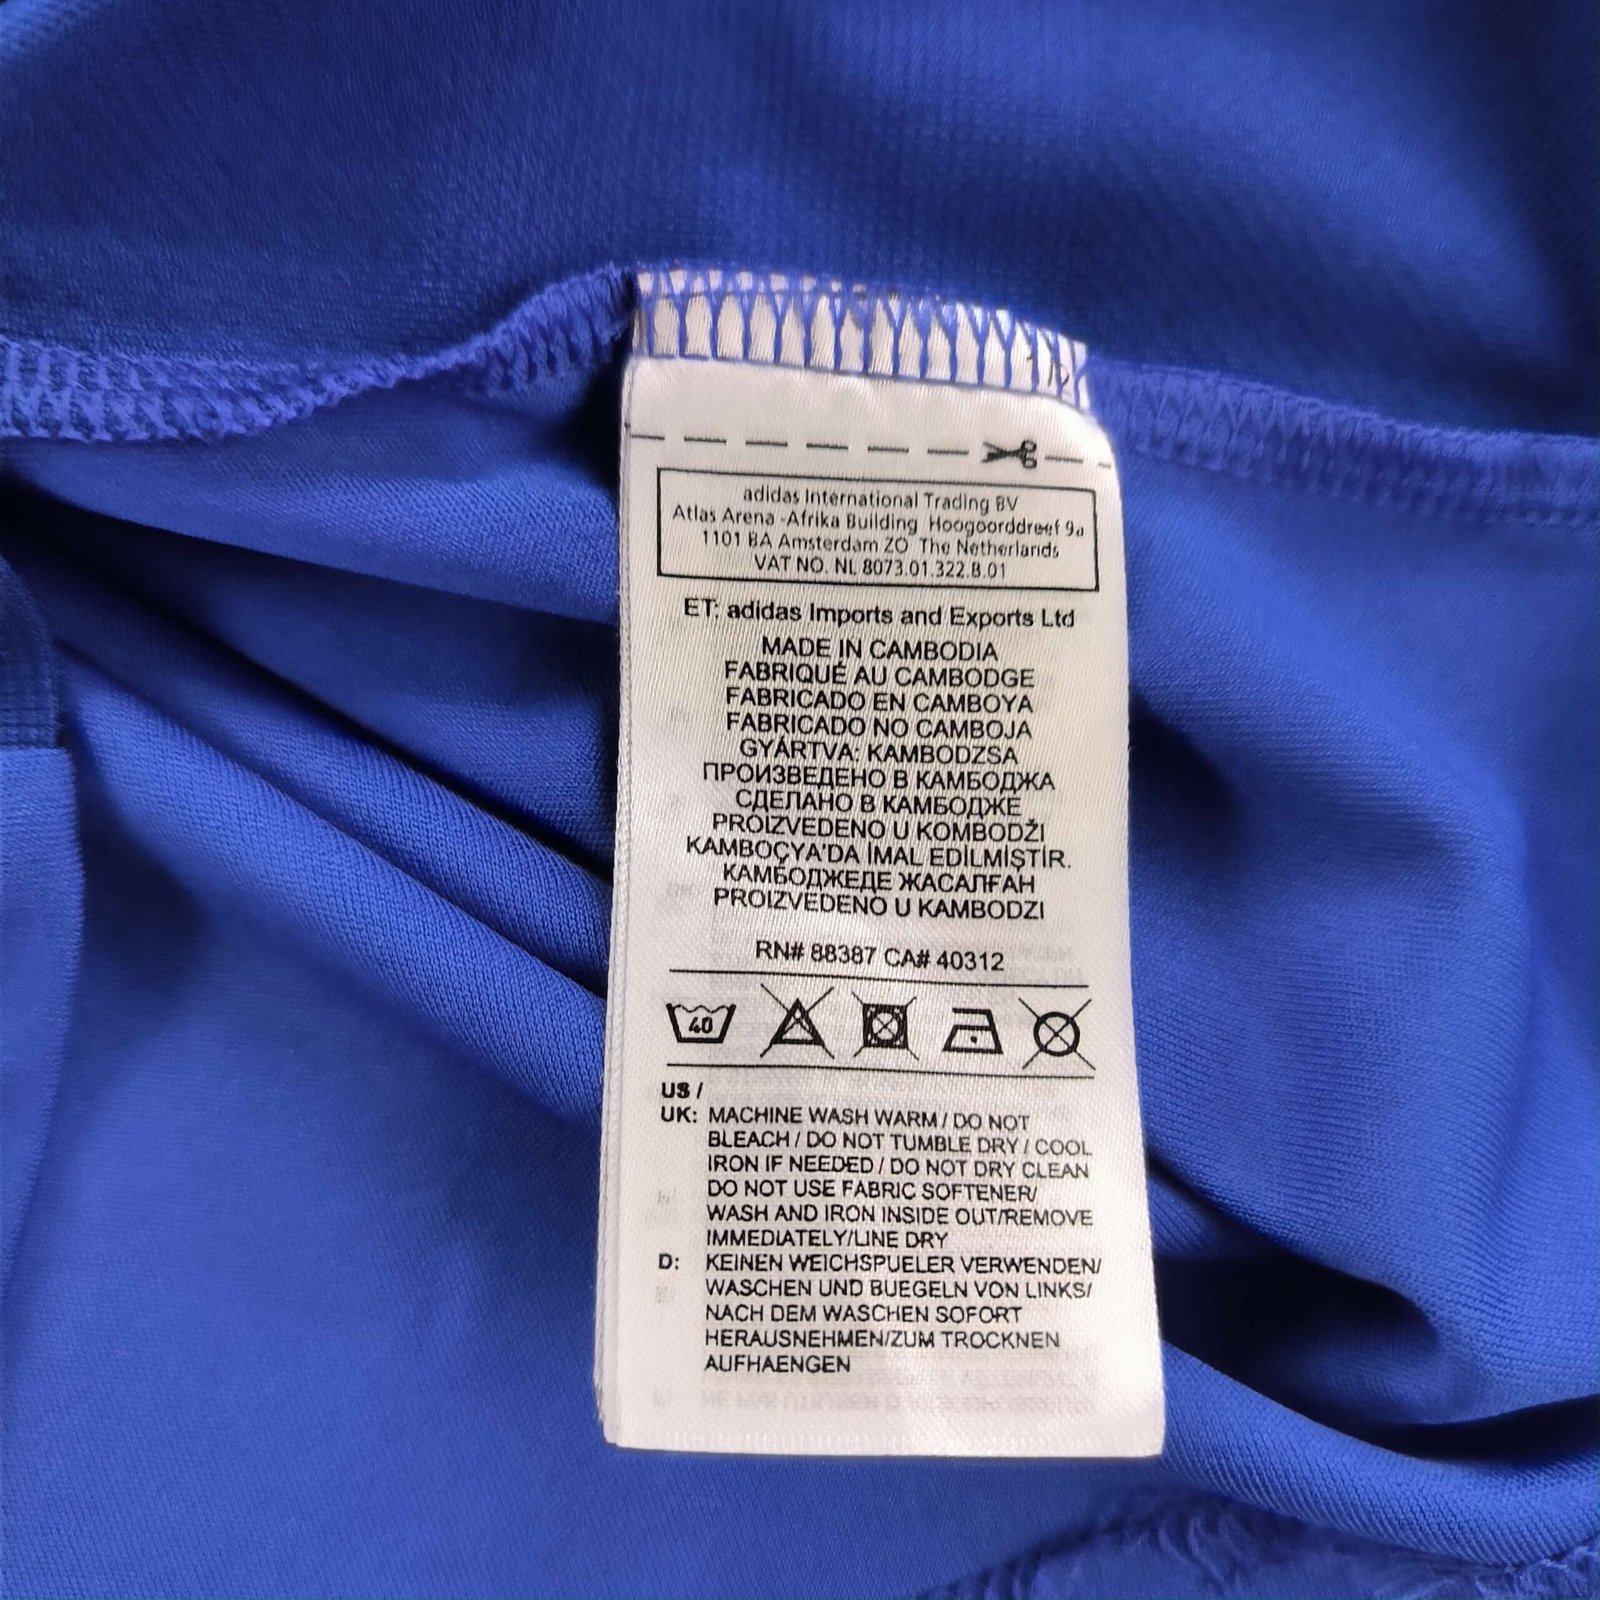 adidas International Trading BV
Atlas Arena -Afrika Building Hoogoorddreef 9a
1101 BA Amsterdam ZO The Netherlands
VAT NO. NL 8073.01.322.B.01
ET: adidas Imports and Exports Ltd
MADE IN CAMBODIA
FABRIQUÉ AU CAMBODGE
FABRICADO EN CAMBOYA
FABRICADO NO CAMBOJA
GYÁRTVA: KAMBODZSA
ПРОИЗВЕДЕНО В КАМБОДЖА
СДЕЛАНО В КАМБОДЖЕ
PROIZVEDENO U KOMBODŽI
KAMBOÇYA'DA İMAL EDİLMİŞTİR.
КАМБОДЖЕДЕ ЖАСАЛҒАН
PROIZVEDENO U KAMBODZI
RN# 88387 CA# 40312
40
US /
UK: MACHINE WASH WARM / DO NOT
BLEACH / DO NOT TUMBLE DRY / COOL
IRON IF NEEDED / DO NOT DRY CLEAN
DO NOT USE FABRIC SOFTENER/
WASH AND IRON INSIDE OUT/REMOVE
IMMEDIATELY/LINE DRY
D: KEINEN WEICHSPUELER VERWENDEN/
WASCHEN UND BUEGELN VON LINKS/
NACH DEM WASCHEN SOFORT
HERAUSNEHMEN/ZUM TROCKNEN
AUFHAENGEN